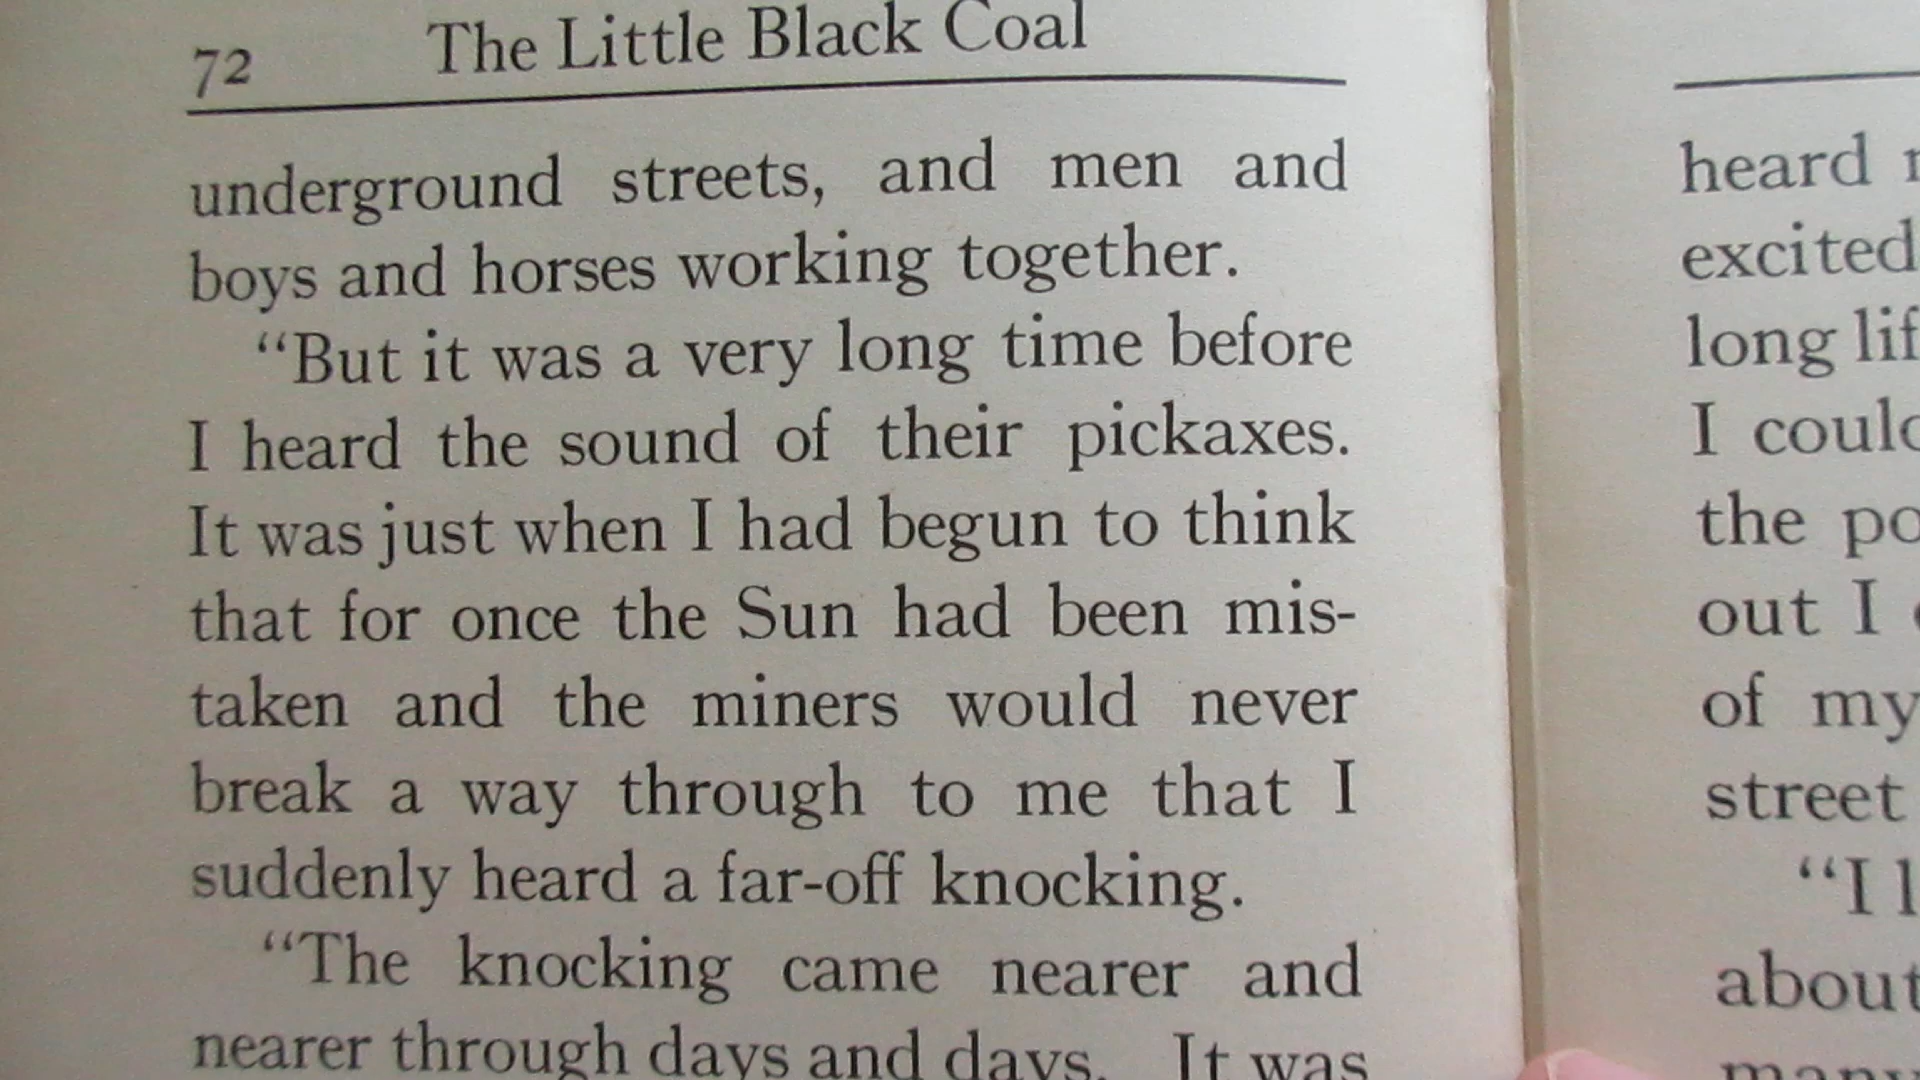 72 The Little Black Coal
underground streets, and men and
boys and horses working together.
“But it was a very long time before
I heard the sound of their pickaxes.
It was just when I had begun to think
that for once the Sun had been mis-
taken and the miners would never
break a way through to me that I
suddenly heard a far-off knocking.
“The knocking came nearer and
nearer through days and days. It was
heard
excited
long
I
the
out I
of my
street
“I
about